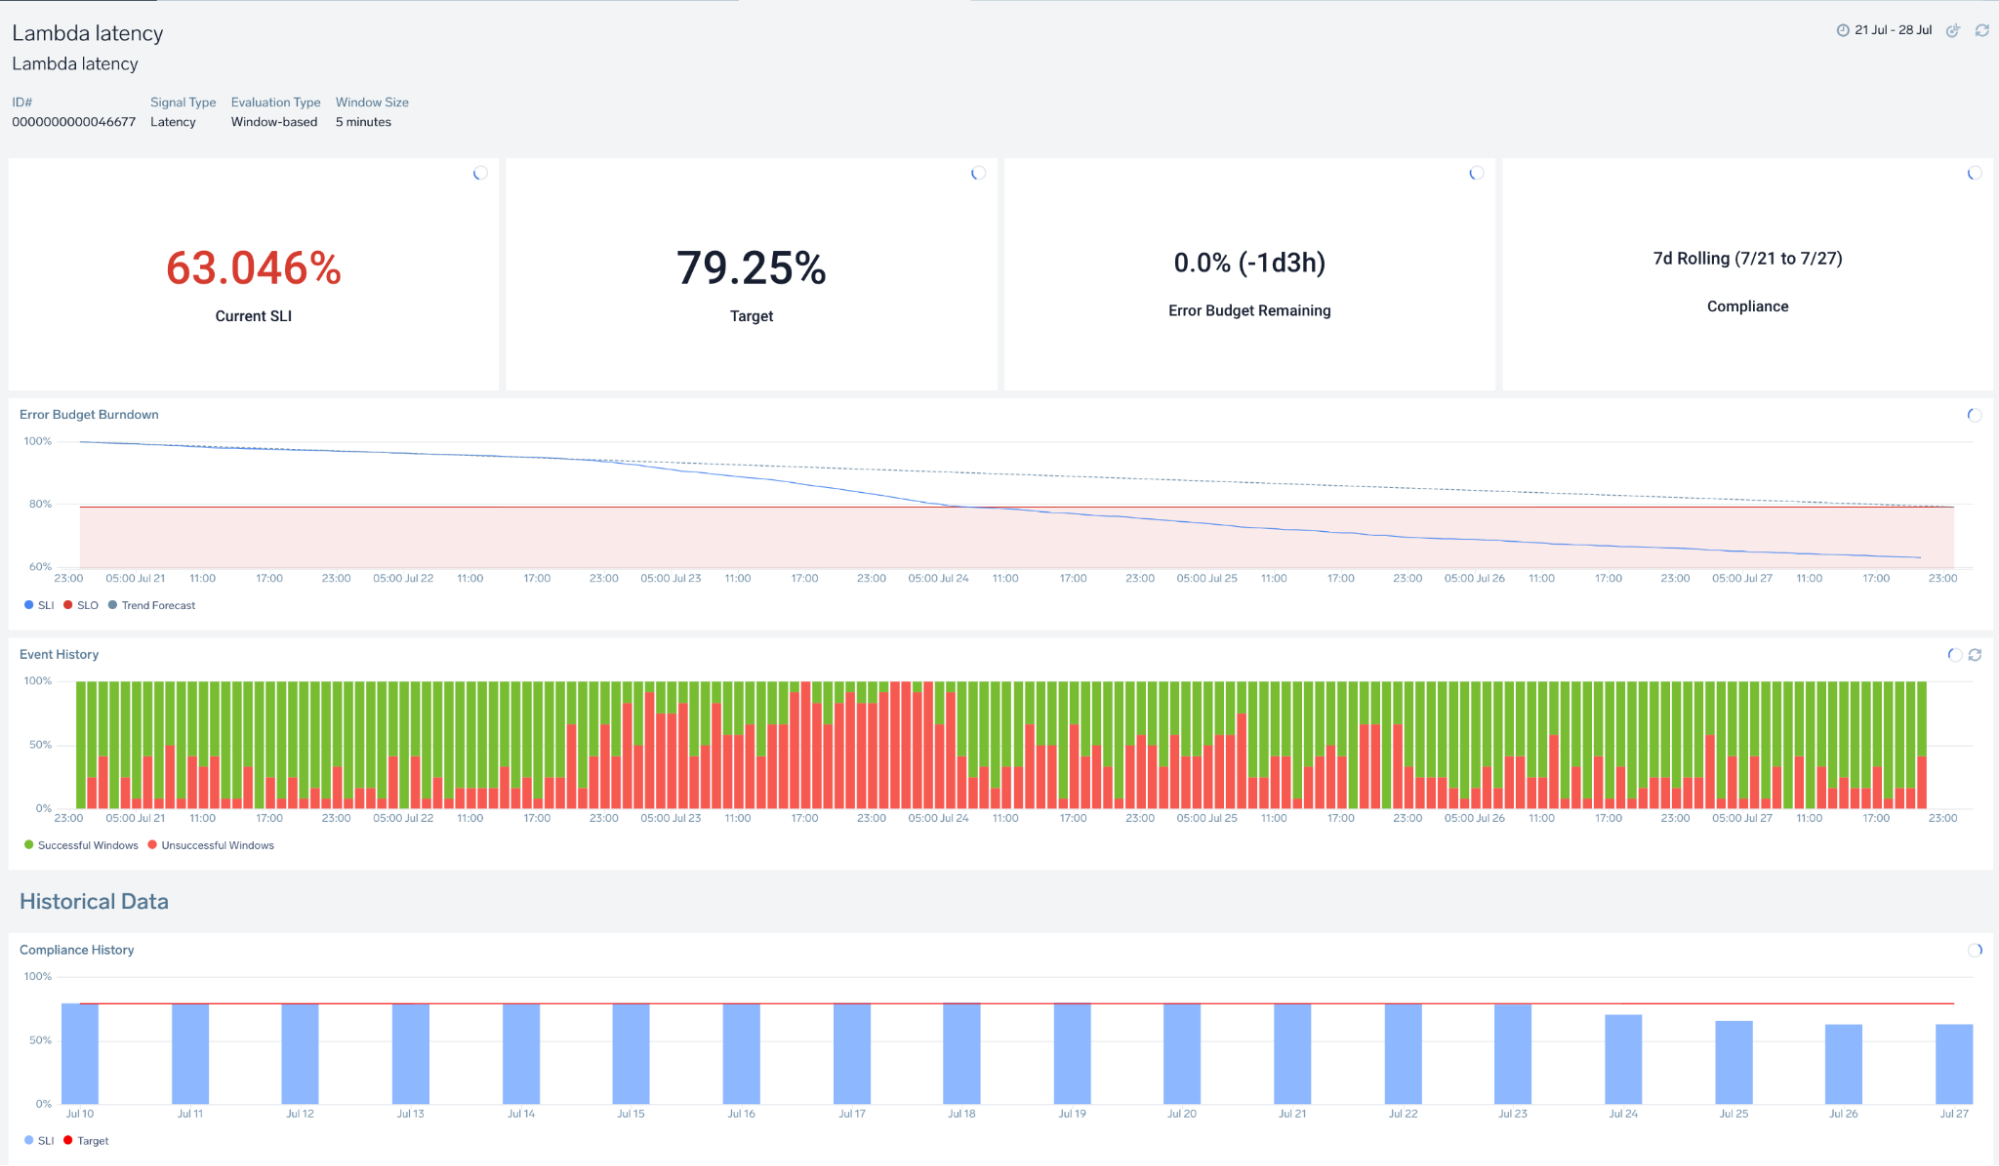 Lambda latency
21 Jul - 28 Jul
Lambda latency
ID# Signal Type Evaluation Type Window Size
0000000000046677 Latency Window-based 5 minutes
63.046%
Current SLI
79.25%
Target
0.0% (-1d3h)
Error Budget Remaining
7d Rolling (7/21 to 7/27)
Compliance
Error Budget Burndown
100%
80%
60%
23:00 05:00 Jul 21 11:00 17:00 23:00 05:00 Jul 22 11:00 17:00 23:00 05:00 Jul 23 11:00 17:00 23:00 05:00 Jul 24 11:00 17:00 23:00 05:00 Jul 25 11:00 17:00 23:00 05:00 Jul 26 11:00 17:00 23:00 05:00 Jul 27 11:00 17:00 23:00
SLI SLO Trend Forecast
Event History
100%
50%
0%
23:00 05:00 Jul 21 11:00 17:00 23:00 05:00 Jul 22 11:00 17:00 23:00 05:00 Jul 23 11:00 17:00 23:00 05:00 Jul 24 11:00 17:00 23:00 05:00 Jul 25 11:00 17:00 23:00 05:00 Jul 26 11:00 17:00 23:00 05:00 Jul 27 11:00 17:00 23:00
Successful Windows Unsuccessful Windows
Historical Data
Compliance History
100%
50%
0%
Jul 10 Jul 11 Jul 12 Jul 13 Jul 14 Jul 15 Jul 16 Jul 17 Jul 18 Jul 19 Jul 20 Jul 21 Jul 22 Jul 23 Jul 24 Jul 25 Jul 26 Jul 27
SLI Target